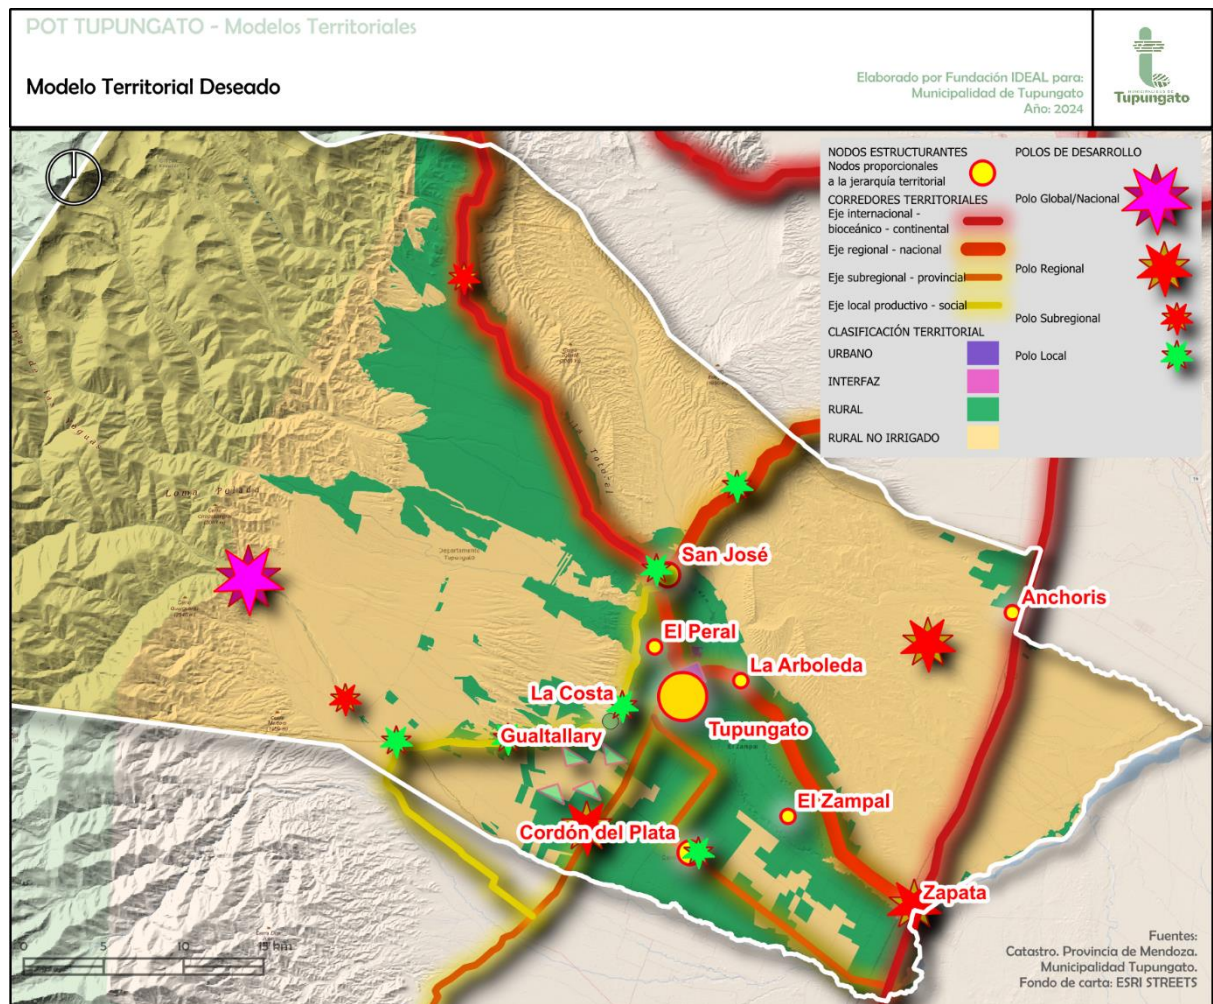 POT TUPUNGATO - Modelos Territoriales
Modelo Territorial Deseado
Elaborado por Fundación IDEAL para:
Municipalidad de Tupungato
Año: 2024
MUNICIPALIDAD DE
Tupungato
NODOS ESTRUCTURANTES
Nodos proporcionales
a la jerarquía territorial
CORREDORES TERRITORIALES
Eje internacional -
bioceánico - continental
Eje regional - nacional
Eje subregional - provincial
Eje local productivo - social
CLASIFICACIÓN TERRITORIAL
URBANO
INTERFAZ
RURAL
RURAL NO IRRIGADO
POLOS DE DESARROLLO
Polo Global/Nacional
Polo Regional
Polo Subregional
Polo Local
Departamento
Tupungato
San José
Anchoris
El Peral
La Arboleda
La Costa
Tupungato
Gualtallary
El Zampal
Cordón del Plata
Zapata
0 5 10 15 km
Fuentes:
Catastro. Provincia de Mendoza.
Municipalidad Tupungato.
Fondo de carta: ESRI STREETS